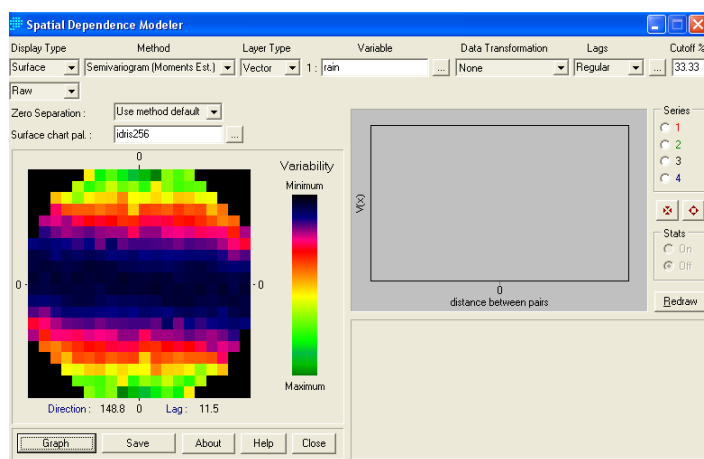 Spatial Dependence Modeler
Display Type Method Layer Type Variable Data Transformation Lags Cutoff %
Surface Semivariogram (Moments Est.) Vector 1 : rain ... None Regular ... 33.33
Raw
Zero Separation : Use method default
Surface chart pal. : idris256 ...
0
Variability
Minimum
0 - - 0
Maximum
Direction : 148.8 0 Lag : 11.5
Graph Save About Help Close
V(x)
0
distance between pairs
Series
1
2
3
4
Stats
On
Off
Redraw